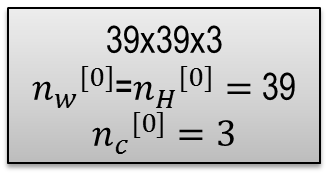 39x39x3
n_w^[0]=n_H^[0] = 39
n_c^[0] = 3